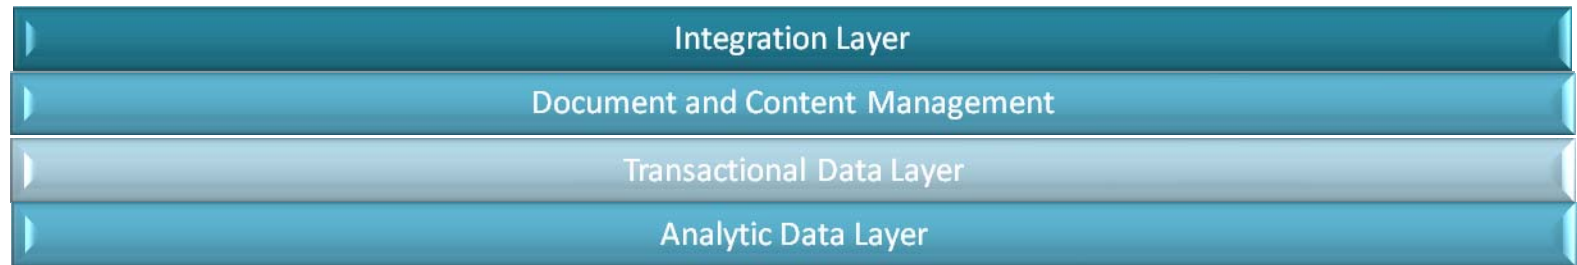 Integration Layer
Document and Content Management
Transactional Data Layer
Analytic Data Layer